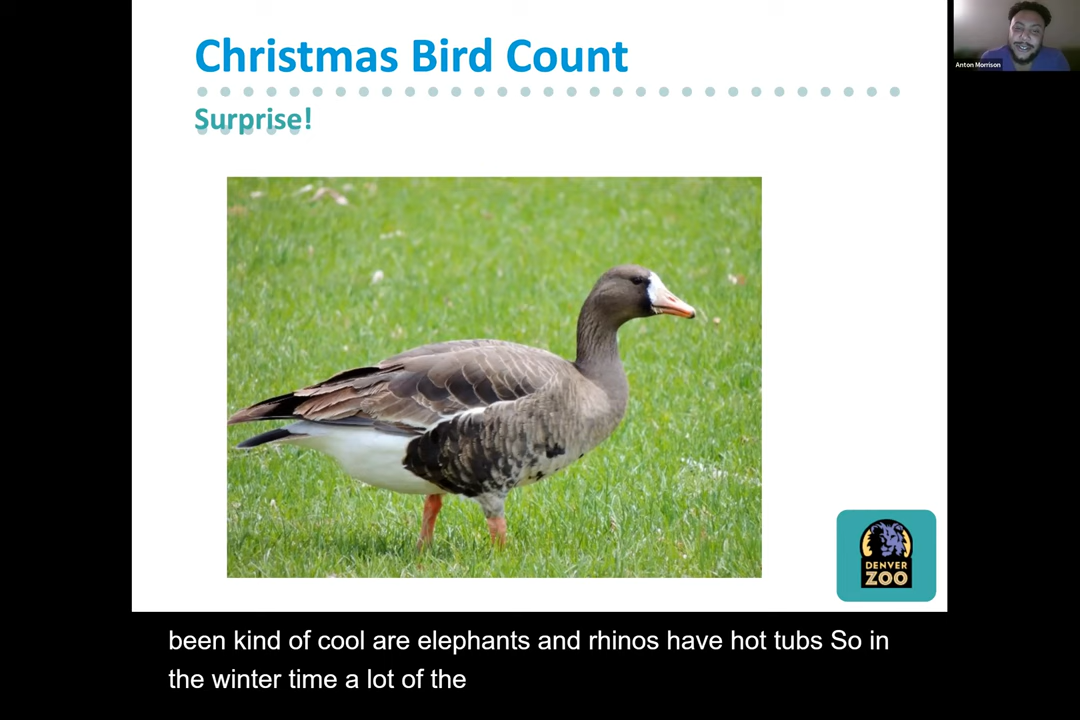 Christmas Bird Count
Anton Morrison
Surprise!
DENVER
ZOO
been kind of cool are elephants and rhinos have hot tubs So in
the winter time a lot of the